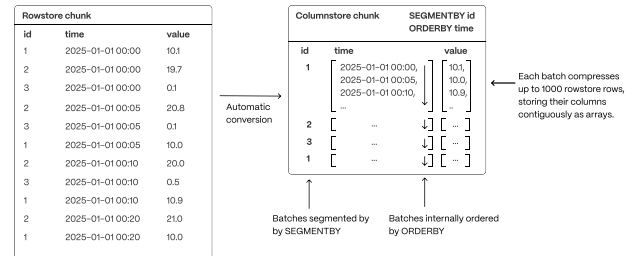 Rowstore chunk
id time value
1 2025-01-01 00:00 10.1
2 2025-01-01 00:00 19.7
3 2025-01-01 00:00 0.1
2 2025-01-01 00:05 20.8
3 2025-01-01 00:05 0.1
1 2025-01-01 00:05 10.0
2 2025-01-01 00:10 20.0
3 2025-01-01 00:10 0.5
1 2025-01-01 00:10 10.9
2 2025-01-01 00:20 21.0
1 2025-01-01 00:20 10.0
Automatic
conversion
Columnstore chunk SEGMENTBY id
ORDERBY time
id time value
1 [2025-01-01 00:00, ↓] [10.1,
2025-01-01 00:05, 10.0,
2025-01-01 00:10, 10.9,
... ..]
2 [ ... ↓] [ ... ]
3 [ ... ↓] [ ... ]
1 [ ... ↓] [ ... ]
Each batch compresses
up to 1000 rowstore rows,
storing their columns
contiguously as arrays.
Batches segmented by
by SEGMENTBY
Batches internally ordered
by ORDERBY